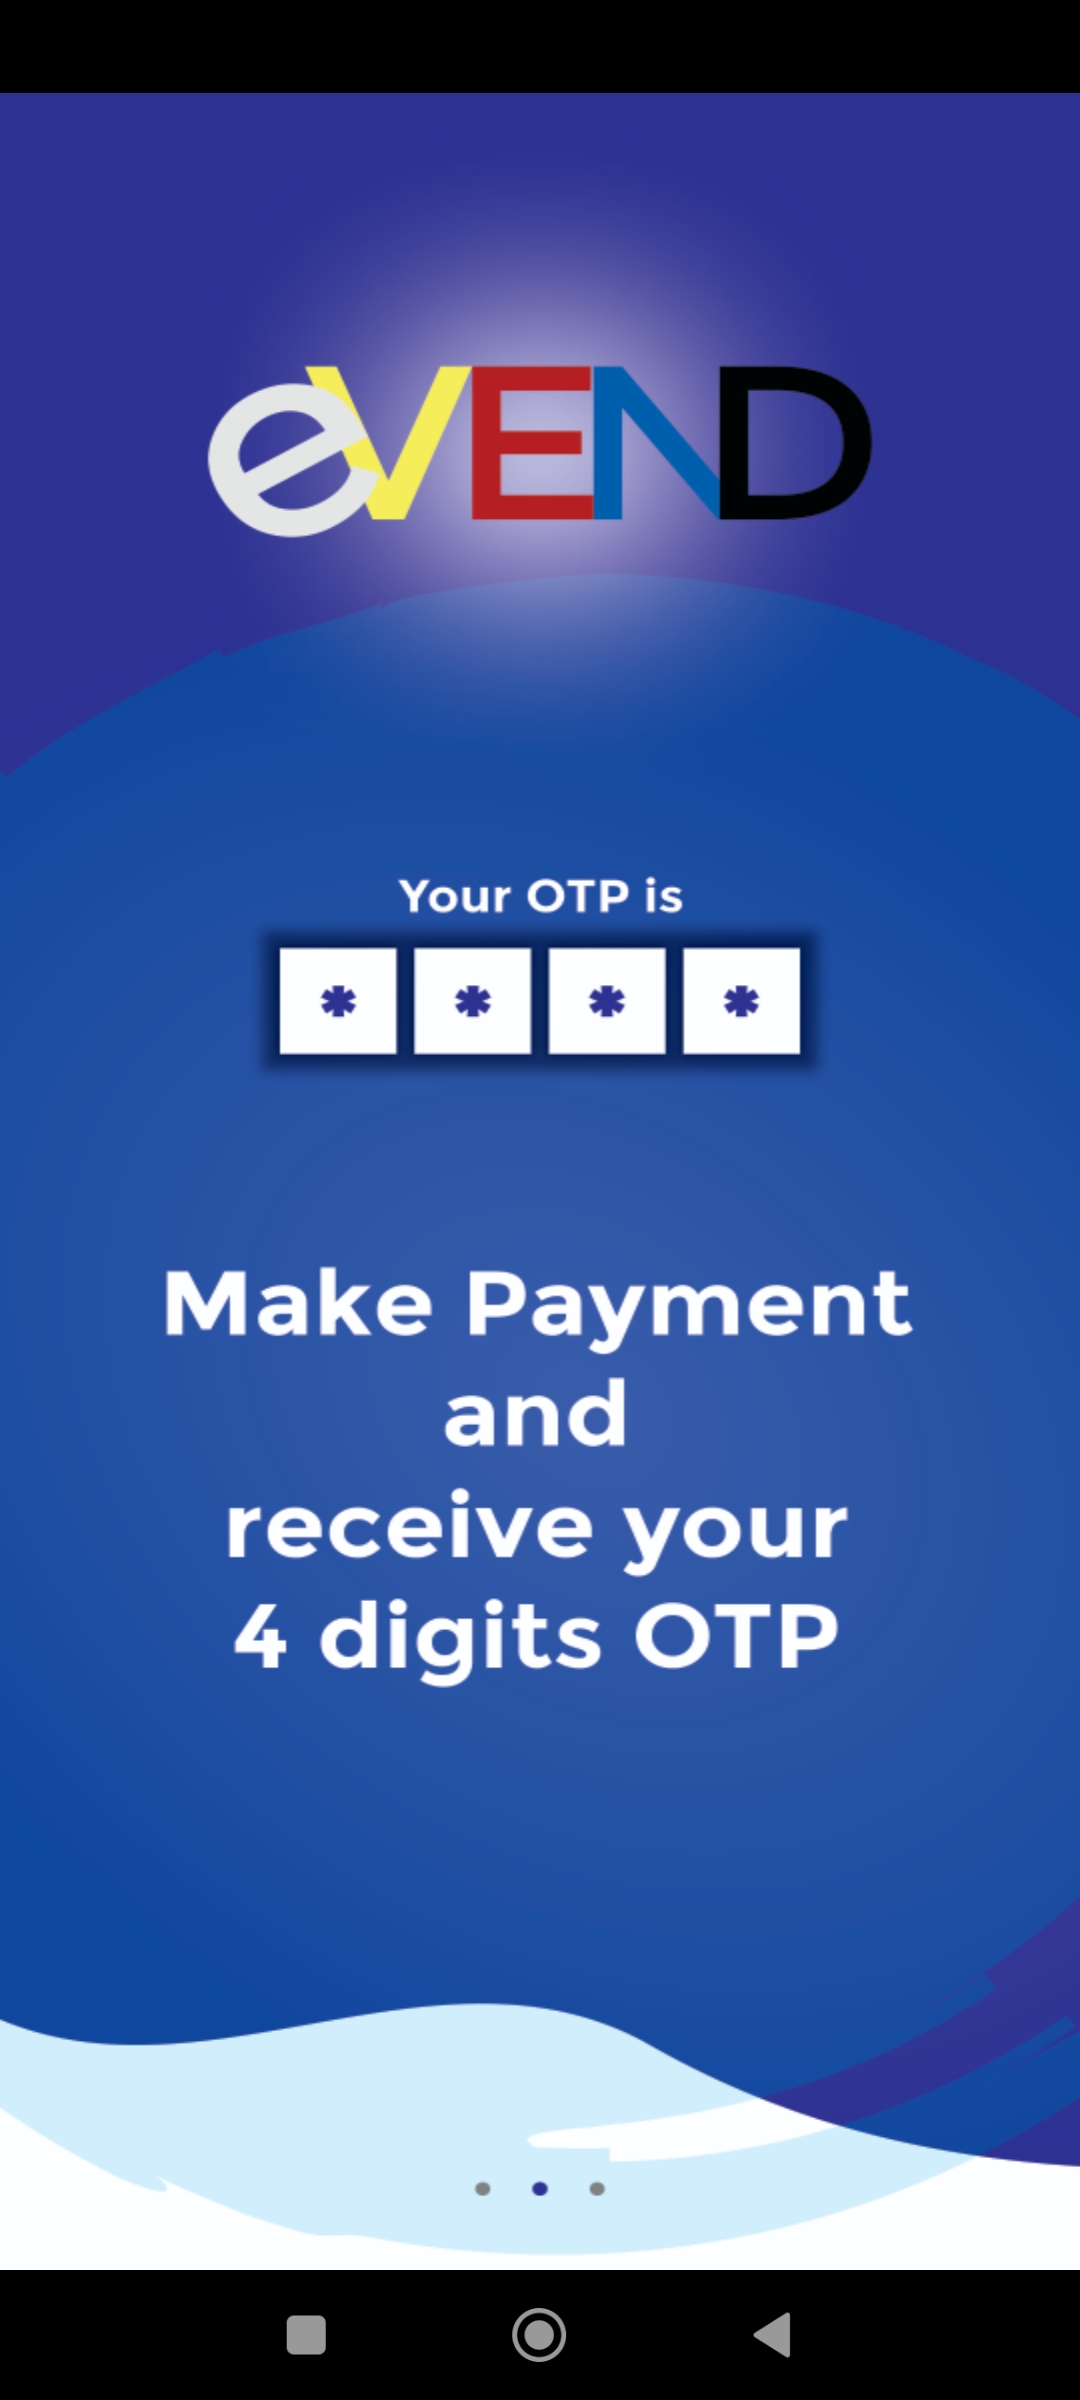 eVEND
Your OTP is
* * * *
Make Payment
and
receive your
4 digits OTP